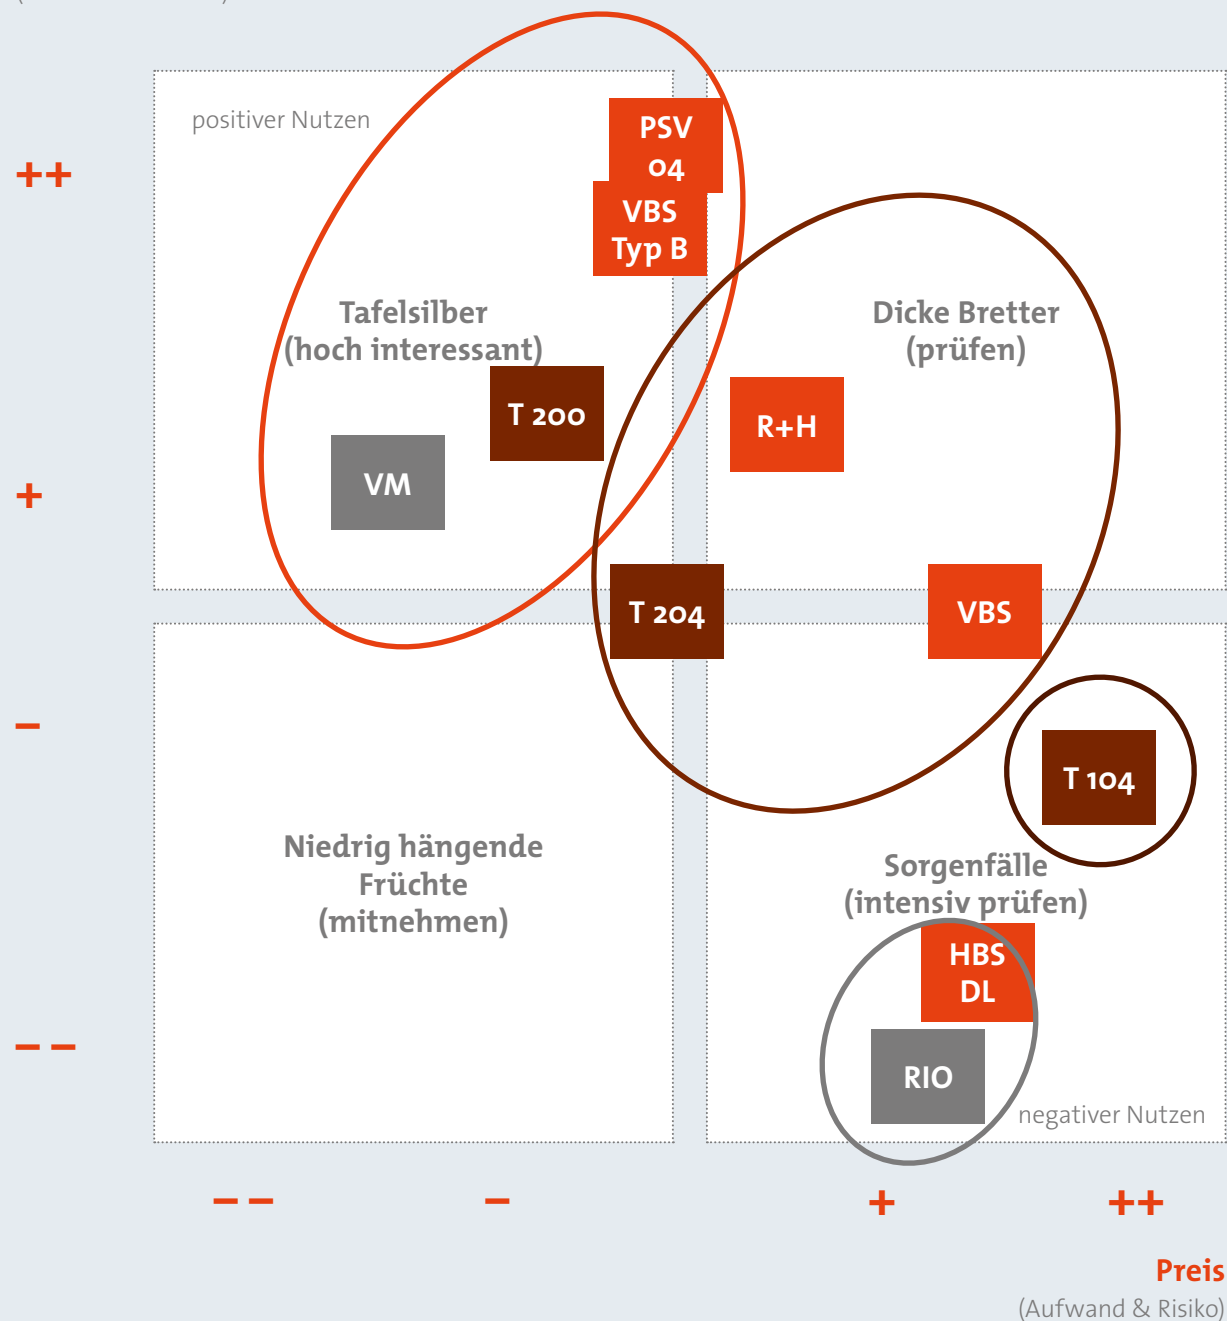 positiver Nutzen
++
PSV
04
VBS
Typ B
Tafelsilber
(hoch interessant)
Dicke Bretter
(prüfen)
T 200
R+H
VM
+
T 204
VBS
–
T 104
Niedrig hängende
Früchte
(mitnehmen)
Sorgenfälle
(intensiv prüfen)
HBS
DL
– –
RIO
negativer Nutzen
– –
–
+
++
Preis
(Aufwand & Risiko)